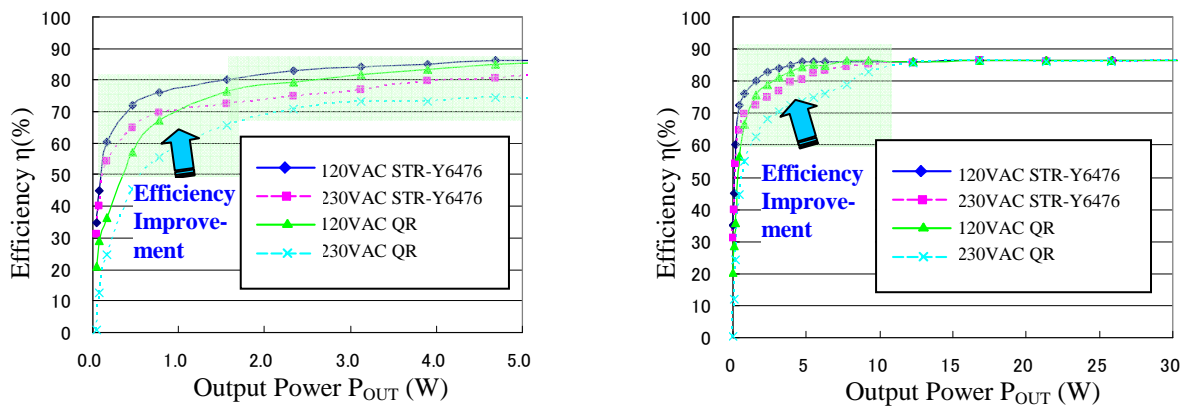 100
90
80
70
60
50
40
30
20
10
0
Efficiency η(%)
0.0 1.0 2.0 3.0 4.0 5.0
Output Power POUT (W)
Efficiency
Improve-
ment
120VAC STR-Y6476
230VAC STR-Y6476
120VAC QR
230VAC QR
100
90
80
70
60
50
40
30
20
10
0
Efficiency η(%)
0 5 10 15 20 25 30
Output Power POUT (W)
Efficiency
Improve-
ment
120VAC STR-Y6476
230VAC STR-Y6476
120VAC QR
230VAC QR